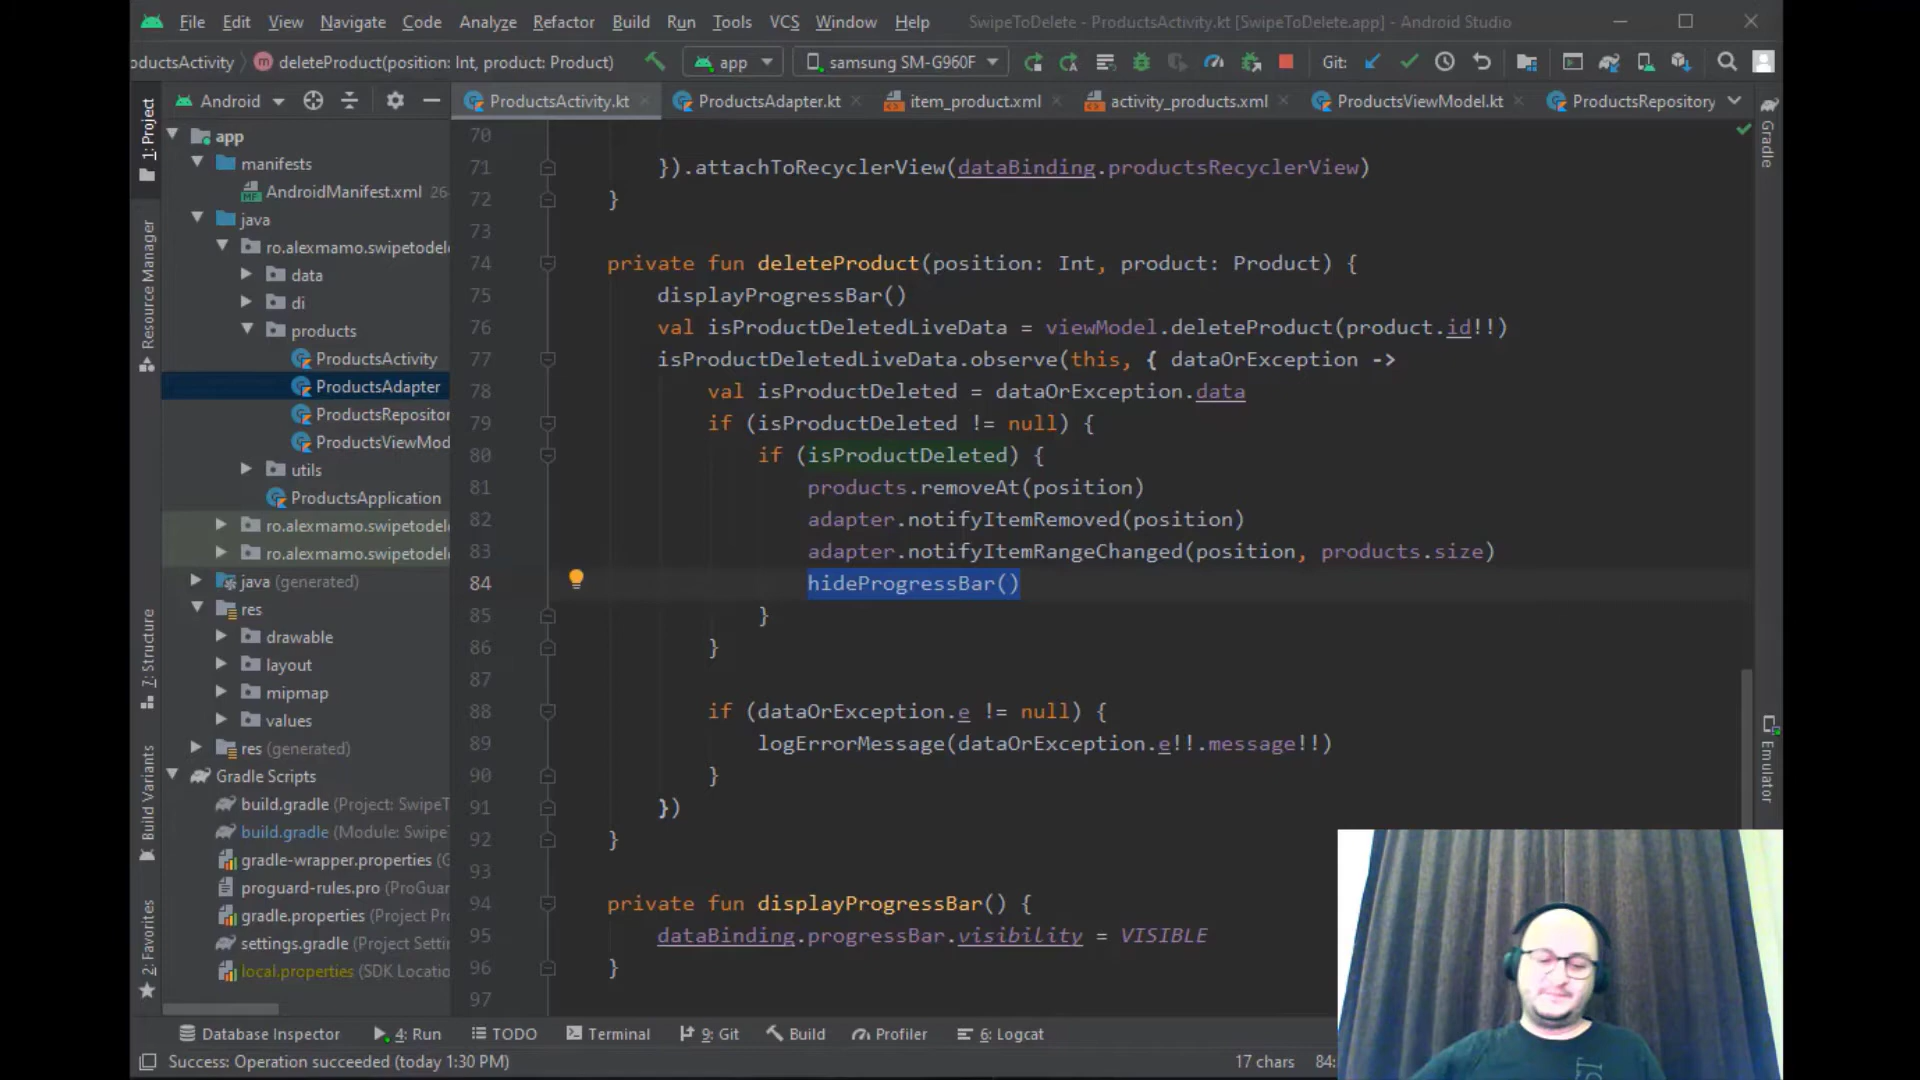 File Edit View Navigate Code Analyze Refactor Build Run Tools VCS Window Help SwipeToDelete - ProductsActivity.kt [SwipeToDelete.app] - Android Studio
oductsActivity deleteProduct(position: Int, product: Product) app samsung SM-G960F Git:
Android ProductsActivity.kt ProductsAdapter.kt item_product.xml activity_products.xml ProductsViewModel.kt ProductsRepository
1: Project
Resource Manager
7: Structure
Build Variants
2: Favorites
app
manifests
AndroidManifest.xml 26
java
ro.alexmamo.swipetodel
data
di
products
ProductsActivity
ProductsAdapter
ProductsRepositor
ProductsViewMod
utils
ProductsApplication
ro.alexmamo.swipetodel
ro.alexmamo.swipetodel
java (generated)
res
drawable
layout
mipmap
values
res (generated)
Gradle Scripts
build.gradle (Project: SwipeT
build.gradle (Module: Swipe
gradle-wrapper.properties (G
proguard-rules.pro (ProGuar
gradle.properties (Project Pro
settings.gradle (Project Settin
local.properties (SDK Locatio
70
71 }).attachToRecyclerView(dataBinding.productsRecyclerView)
72 }
73
74 private fun deleteProduct(position: Int, product: Product) {
75 displayProgressBar()
76 val isProductDeletedLiveData = viewModel.deleteProduct(product.id!!)
77 isProductDeletedLiveData.observe(this, { dataOrException ->
78 val isProductDeleted = dataOrException.data
79 if (isProductDeleted != null) {
80 if (isProductDeleted) {
81 products.removeAt(position)
82 adapter.notifyItemRemoved(position)
83 adapter.notifyItemRangeChanged(position, products.size)
84 hideProgressBar()
85 }
86 }
87
88 if (dataOrException.e != null) {
89 logErrorMessage(dataOrException.e!!.message!!)
90 }
91 })
92 }
93
94 private fun displayProgressBar() {
95 dataBinding.progressBar.visibility = VISIBLE
96 }
97
Gradle
Emulator
Database Inspector 4: Run TODO Terminal 9: Git Build Profiler 6: Logcat
Success: Operation succeeded (today 1:30 PM) 17 chars 84: